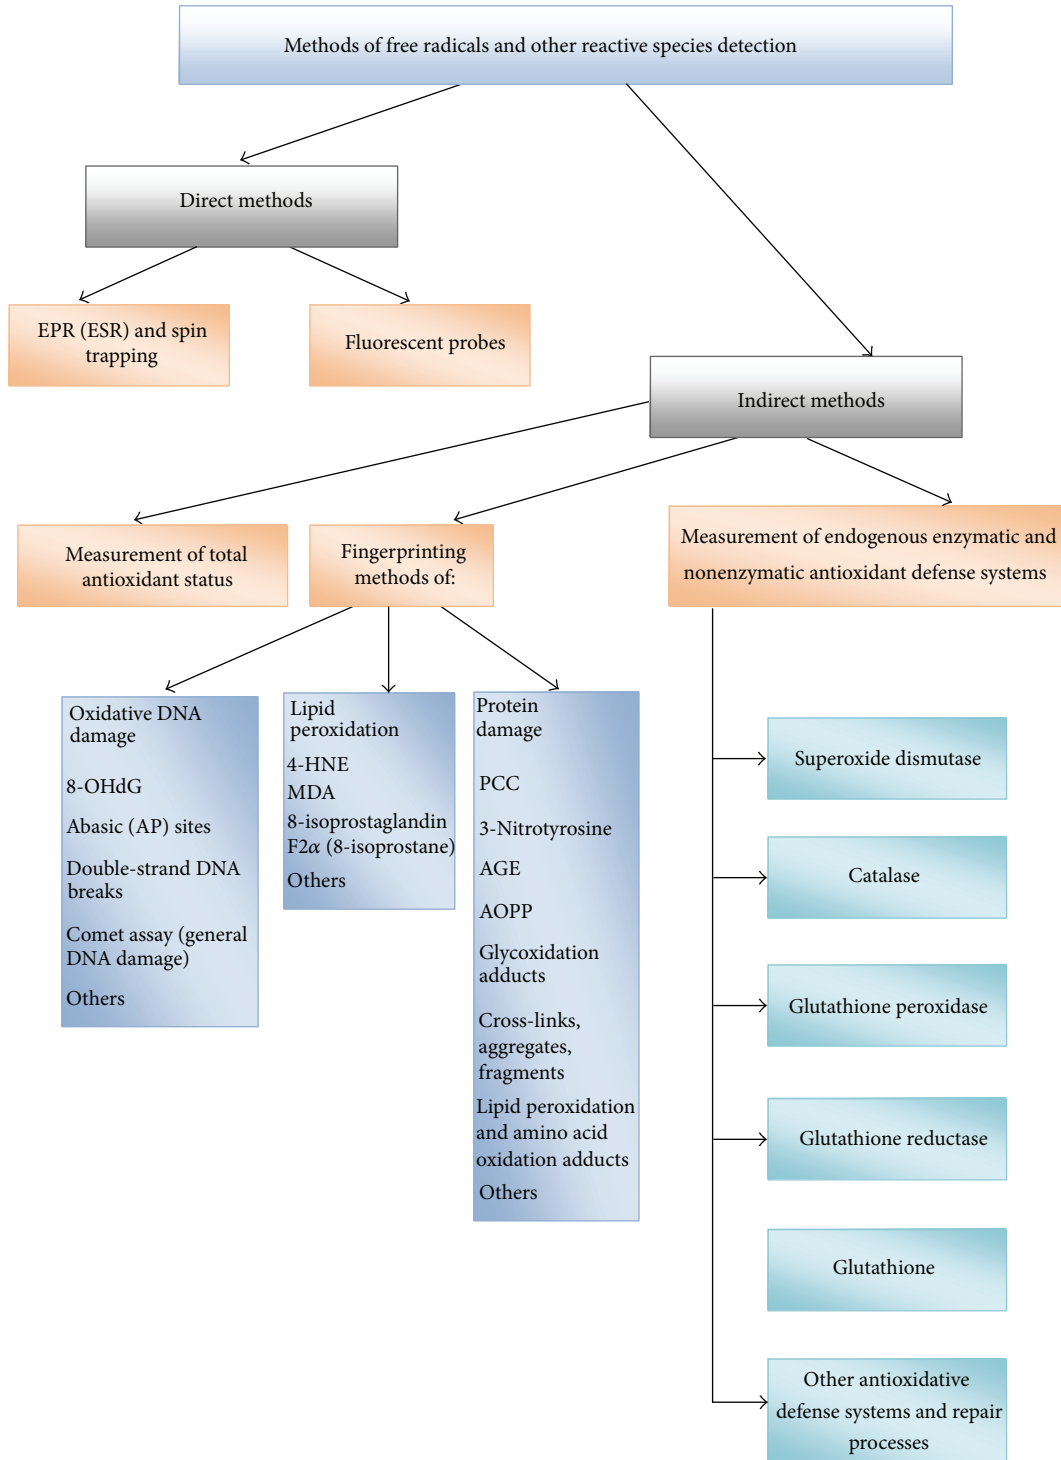 Methods of free radicals and other reactive species detection
Direct methods
EPR (ESR) and spin
trapping
Fluorescent probes
Indirect methods
Measurement of total
antioxidant status
Fingerprinting
methods of:
Measurement of endogenous enzymatic and
nonenzymatic antioxidant defense systems
Oxidative DNA
damage
8-OHdG
Abasic (AP) sites
Double-strand DNA
breaks
Comet assay (general
DNA damage)
Others
Lipid
peroxidation
4-HNE
MDA
8-isoprostaglandin
F2α (8-isoprostane)
Others
Protein
damage
PCC
3-Nitrotyrosine
AGE
AOPP
Glycoxidation
adducts
Cross-links,
aggregates,
fragments
Lipid peroxidation
and amino acid
oxidation adducts
Others
Superoxide dismutase
Catalase
Glutathione peroxidase
Glutathione reductase
Glutathione
Other antioxidative
defense systems and repair
processes